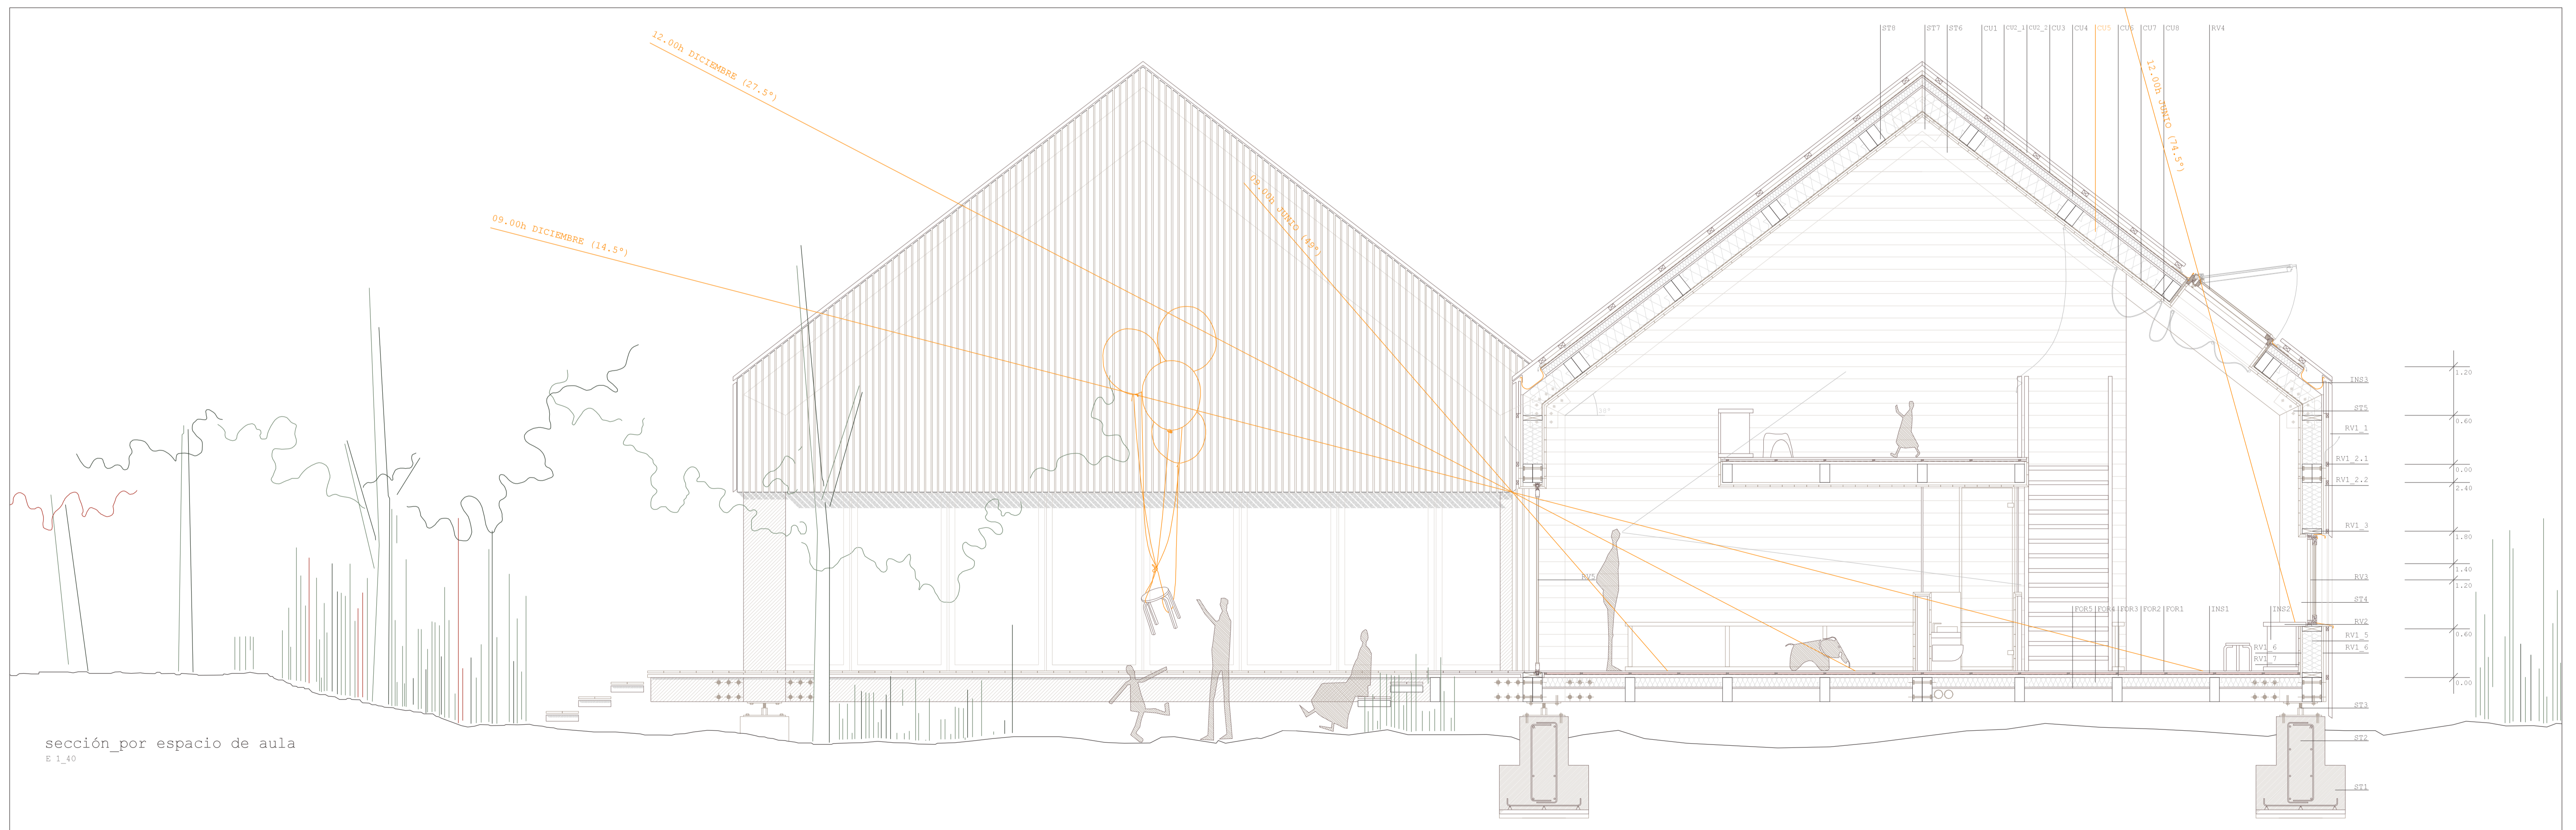 12.00h DICIEMBRE (27.5°)
09.00h DICIEMBRE (14.5°)
09.00h JUNIO (49°)
12.00h JUNIO (74.5°)
ST8
ST7
ST6
CU1
CU2_1
CU2_2
CU3
CU4
CU5
CU6
CU7
CU8
RV4
INS3
ST5
RV1_1
RV1_2.1
RV1_2.2
RV1_3
RV3
ST4
RV2
RV1_5
RV1_6
ST3
ST2
ST1
1.20
0.60
0.00
2.40
1.80
1.40
1.20
0.60
0.00
RV5
FOR5
FOR4
FOR3
FOR2
FOR1
INS1
INS2
RV1_6
RV1_7
sección_por espacio de aula
E 1_40